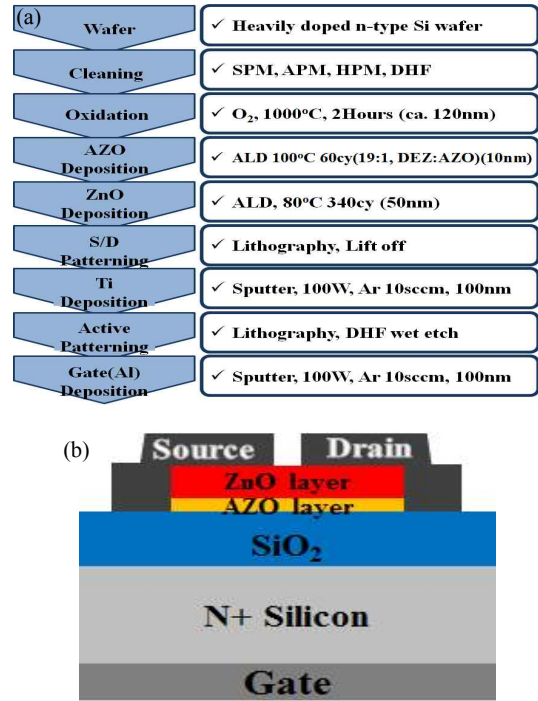 (a)
Wafer
✓ Heavily doped n-type Si wafer
Cleaning
✓ SPM, APM, HPM, DHF
Oxidation
✓ O₂, 1000°C, 2Hours (ca. 120nm)
AZO
Deposition
✓ ALD 100°C 60cy(19:1, DEZ:AZO)(10nm)
ZnO
Deposition
✓ ALD, 80°C 340cy (50nm)
S/D
Patterning
✓ Lithography, Lift off
Ti
Deposition
✓ Sputter, 100W, Ar 10sccm, 100nm
Active
Patterning
✓ Lithography, DHF wet etch
Gate(Al)
Deposition
✓ Sputter, 100W, Ar 10sccm, 100nm
(b)
Source Drain
ZnO layer
AZO layer
SiO₂
N+ Silicon
Gate